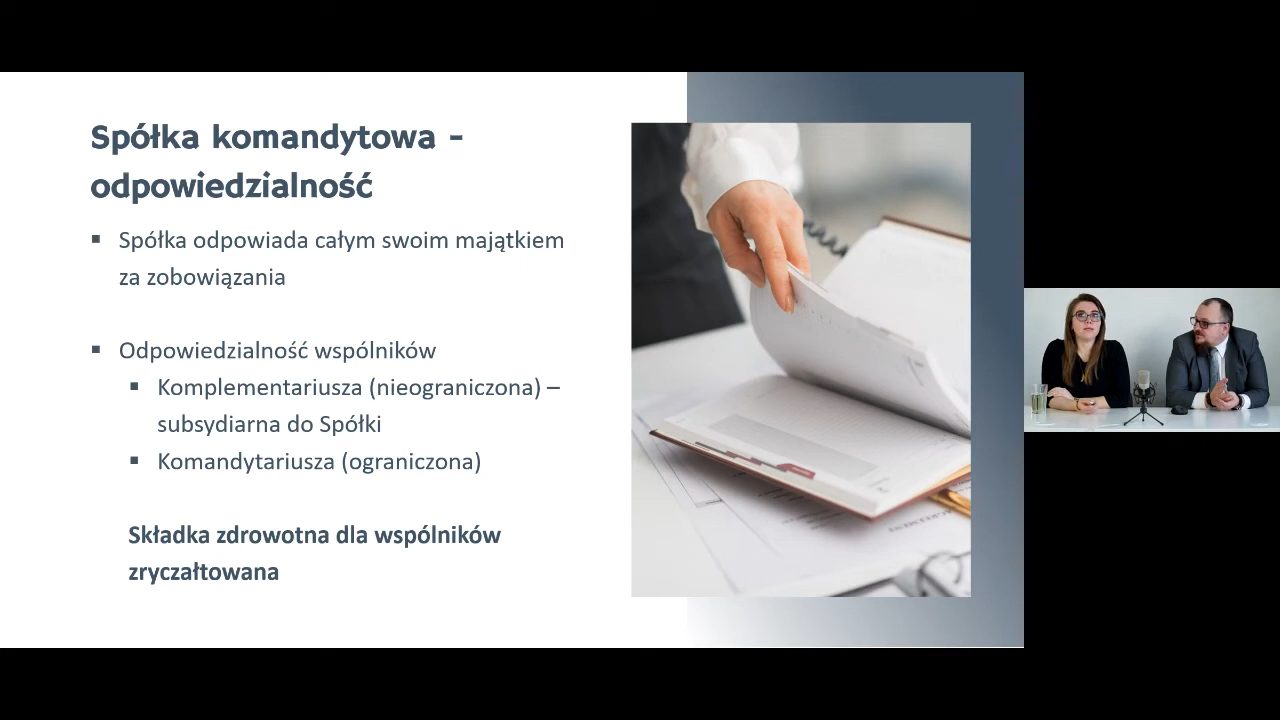 Spółka komandytowa -
odpowiedzialność
▪ Spółka odpowiada całym swoim majątkiem
za zobowiązania
▪ Odpowiedzialność wspólników
▪ Komplementariusza (nieograniczona) –
subsydiarna do Spółki
▪ Komandytariusza (ograniczona)
Składka zdrowotna dla wspólników
zryczałtowana